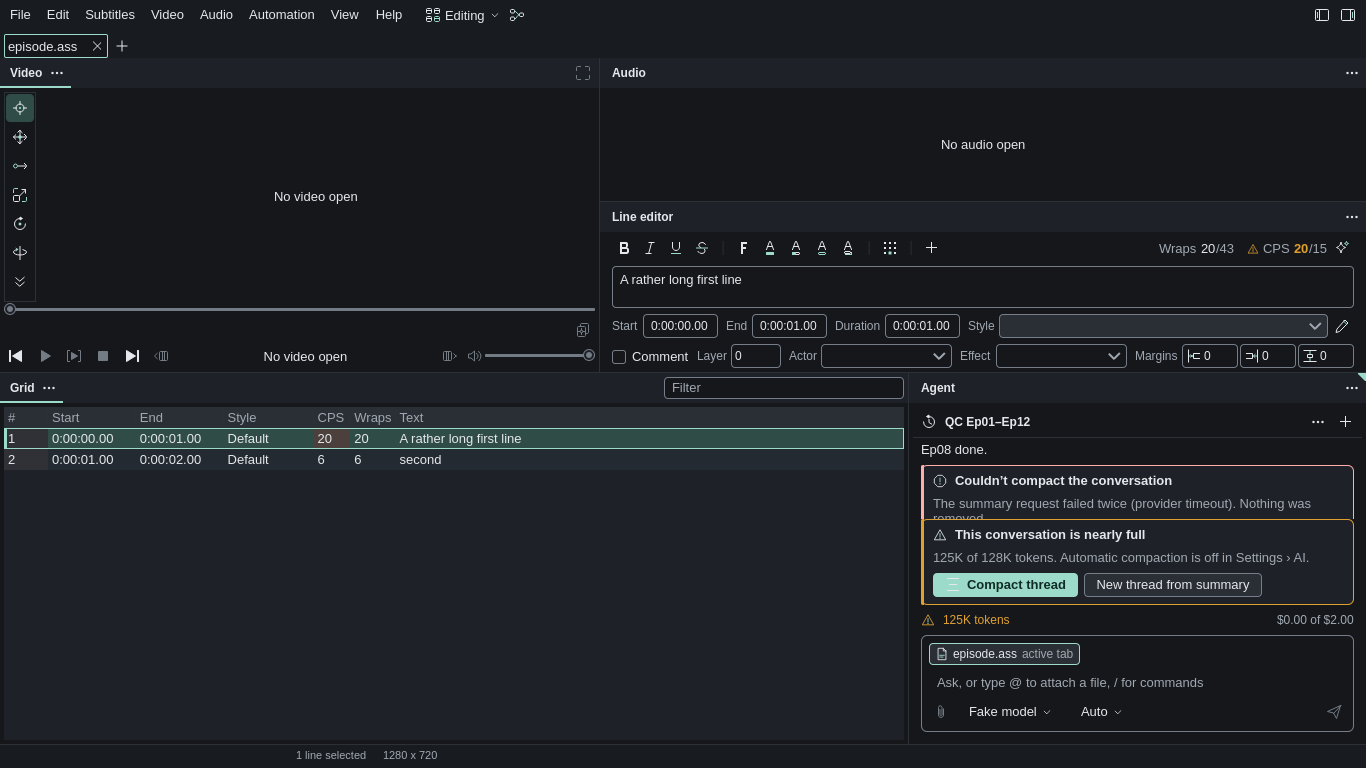 File Edit Subtitles Video Audio Automation View Help Editing
episode.ass
Video
Audio
No video open
No audio open
Line editor
Wraps 20/43 CPS 20/15
A rather long first line
Start 0:00:00.00 End 0:00:01.00 Duration 0:00:01.00 Style
No video open
Comment Layer 0 Actor Effect Margins 0 0 0
Grid
Filter
# Start End Style CPS Wraps Text
1 0:00:00.00 0:00:01.00 Default 20 20 A rather long first line
2 0:00:01.00 0:00:02.00 Default 6 6 second
Agent
QC Ep01–Ep12
Ep08 done.
Couldn’t compact the conversation
The summary request failed twice (provider timeout). Nothing was
removed.
This conversation is nearly full
125K of 128K tokens. Automatic compaction is off in Settings › AI.
Compact thread New thread from summary
125K tokens $0.00 of $2.00
episode.ass active tab
Ask, or type @ to attach a file, / for commands
Fake model Auto
1 line selected 1280 x 720